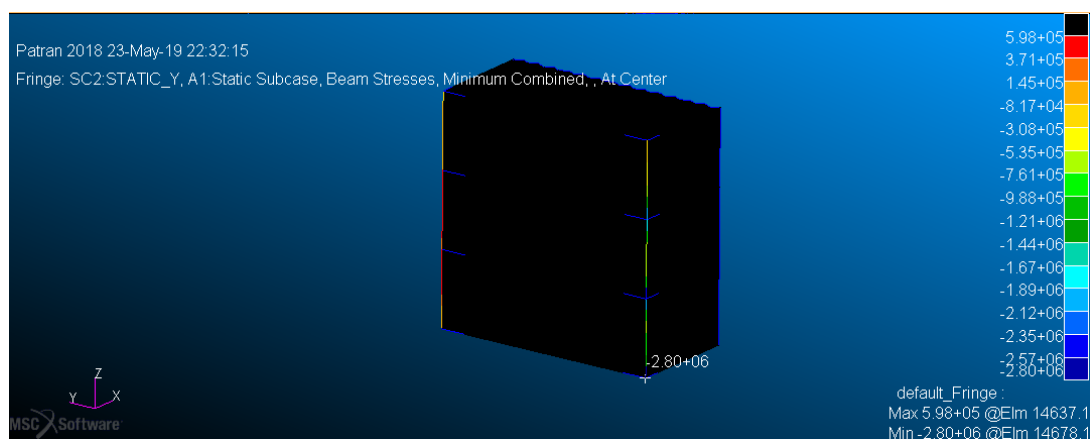 Patran 2018 23-May-19 22:32:15
Fringe: SC2:STATIC_Y, A1:Static Subcase, Beam Stresses, Minimum Combined, , At Center
5.98+05
3.71+05
1.45+05
-8.17+04
-3.08+05
-5.35+05
-7.61+05
-9.88+05
-1.21+06
-1.44+06
-1.67+06
-1.89+06
-2.12+06
-2.35+06
-2.57+06
-2.80+06
-2.80+06
Z
Y
X
MSC Software
default_Fringe :
Max 5.98+05 @Elm 14637.1
Min -2.80+06 @Elm 14678.1